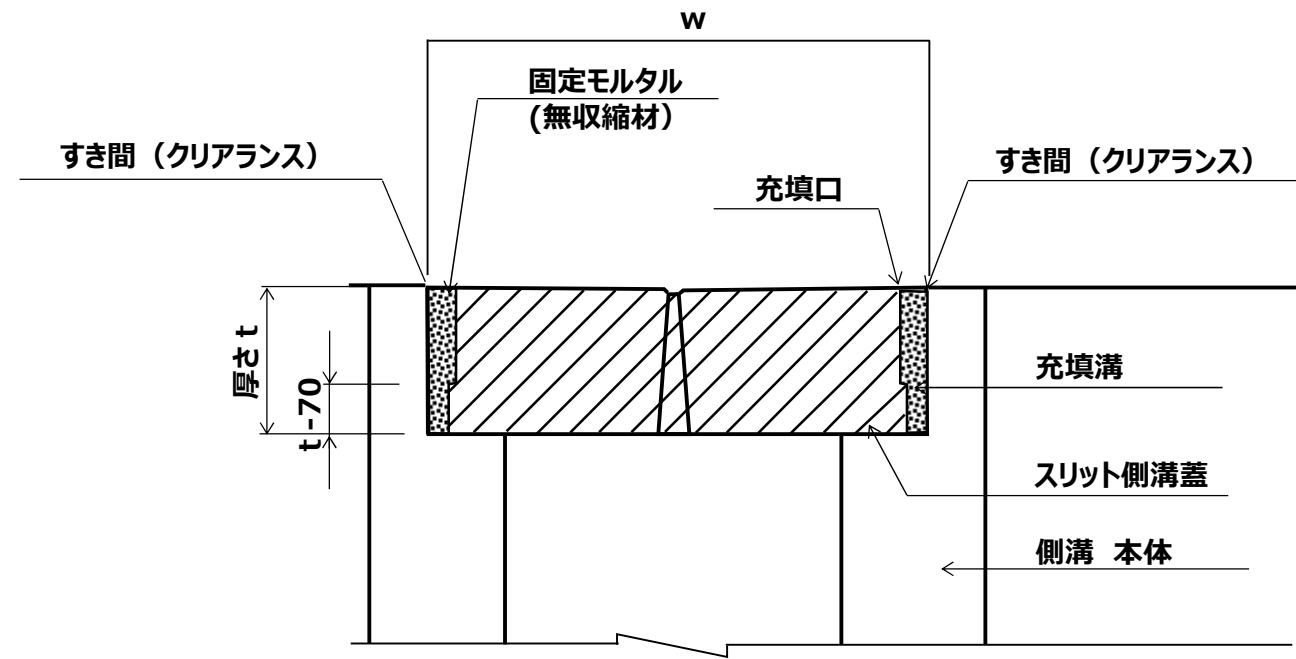 w
固定モルタル
(無収縮材）
すき間（クリアランス）
すき間（クリアランス）
充填口
厚さt
t-70
充填溝
スリット側溝蓋
側溝 本体